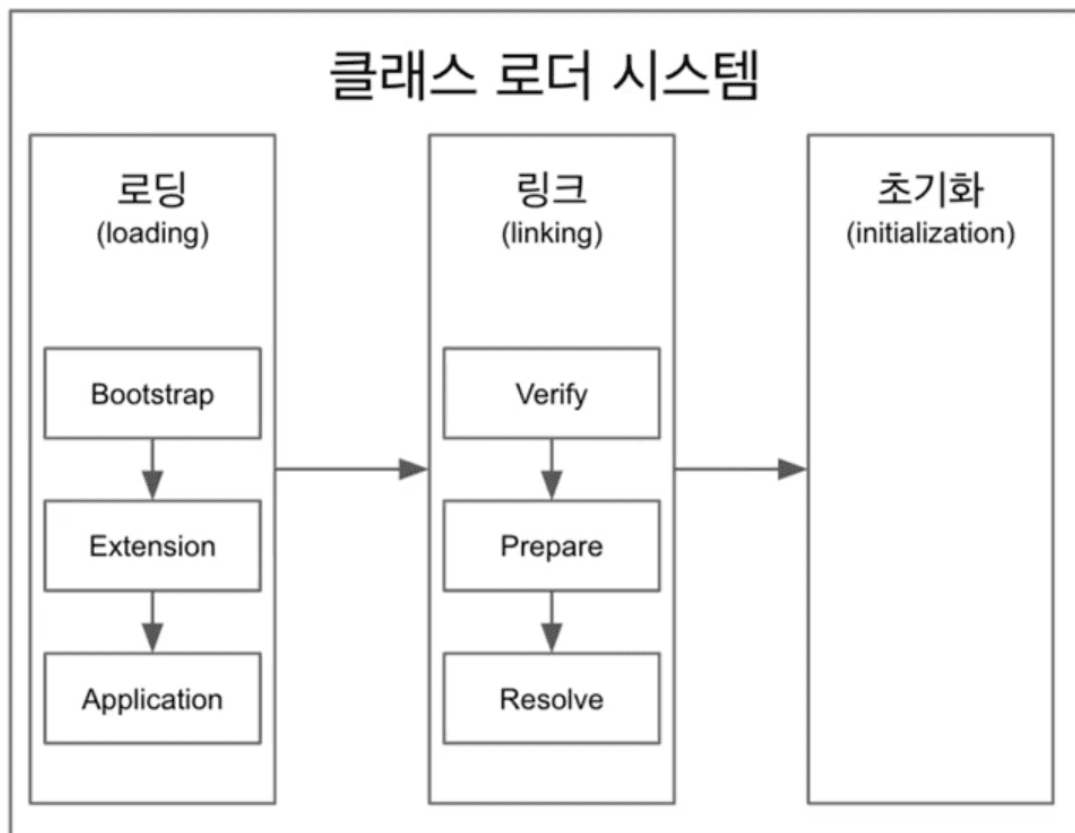 클래스 로더 시스템
로딩
(loading)
Bootstrap
Extension
Application
링크
(linking)
Verify
Prepare
Resolve
초기화
(initialization)